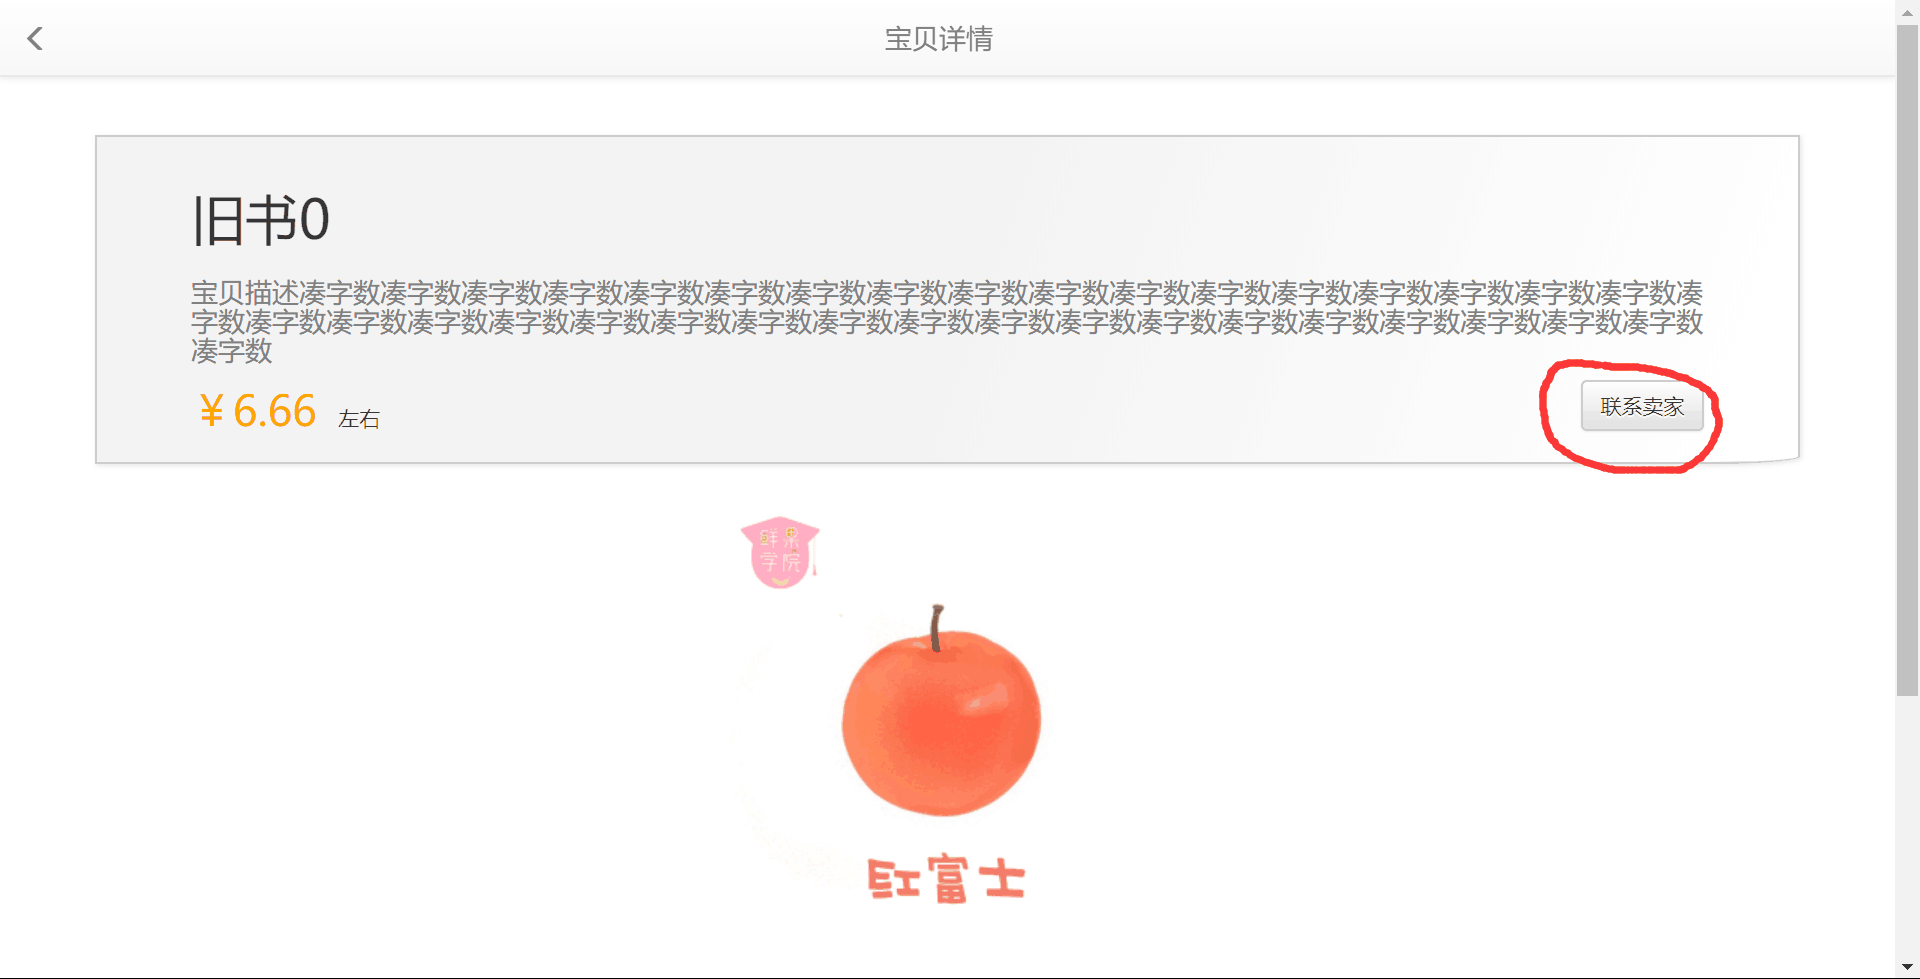 宝贝详情
旧书0
宝贝描述凑字数凑字数凑字数凑字数凑字数凑字数凑字数凑字数凑字数凑字数凑字数凑字数凑字数凑字数凑字数凑字数凑字数凑
字数凑字数凑字数凑字数凑字数凑字数凑字数凑字数凑字数凑字数凑字数凑字数凑字数凑字数凑字数凑字数凑字数凑字数凑字数
凑字数
￥6.66 左右
联系卖家
鲜果
学院
红富士